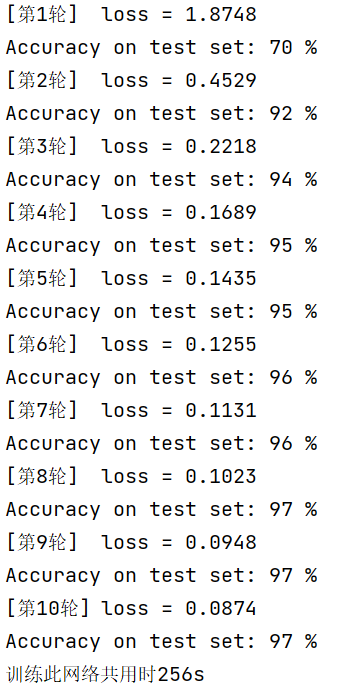 [第1轮]  loss = 1.8748
Accuracy on test set: 70 %
[第2轮]  loss = 0.4529
Accuracy on test set: 92 %
[第3轮]  loss = 0.2218
Accuracy on test set: 94 %
[第4轮]  loss = 0.1689
Accuracy on test set: 95 %
[第5轮]  loss = 0.1435
Accuracy on test set: 95 %
[第6轮]  loss = 0.1255
Accuracy on test set: 96 %
[第7轮]  loss = 0.1131
Accuracy on test set: 96 %
[第8轮]  loss = 0.1023
Accuracy on test set: 97 %
[第9轮]  loss = 0.0948
Accuracy on test set: 97 %
[第10轮] loss = 0.0874
Accuracy on test set: 97 %
训练此网络共用时256s